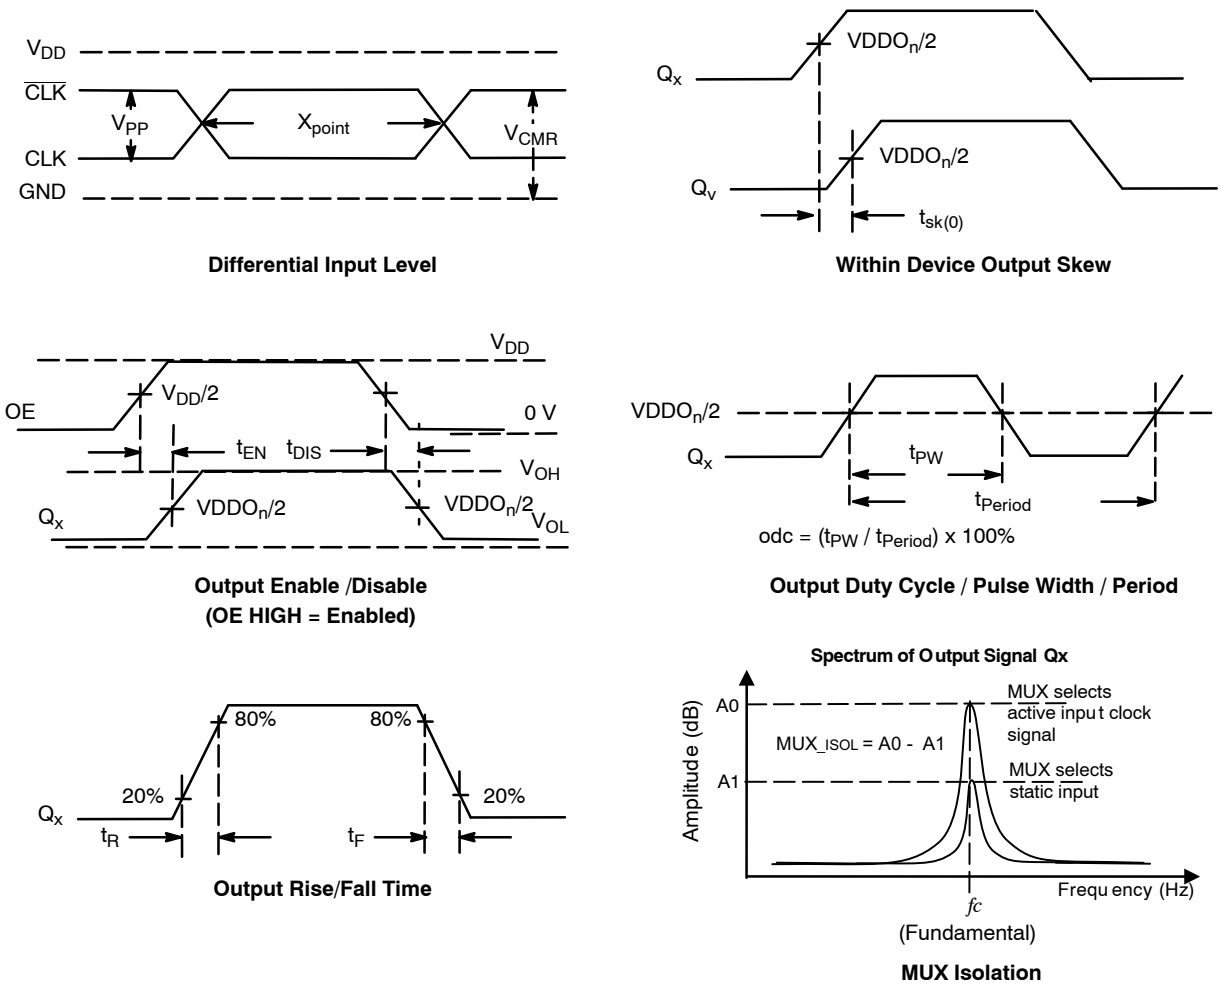 V_DD
CLK
V_PP
X_point
V_CMR
CLK
GND
Differential Input Level
VDDO_n/2
Q_x
VDDO_n/2
Q_v
t_sk(0)
Within Device Output Skew
V_DD
V_DD/2
OE
0 V
t_EN
t_DIS
V_OH
VDDO_n/2
VDDO_n/2
Q_x
V_OL
Output Enable /Disable
(OE HIGH = Enabled)
VDDO_n/2
Q_x
t_PW
t_Period
odc = (t_PW / t_Period) x 100%
Output Duty Cycle / Pulse Width / Period
80%
80%
20%
20%
Q_x
t_R
t_F
Output Rise/Fall Time
Spectrum of Output Signal Qx
Amplitude (dB)
A0
MUX selects
active input clock
signal
MUX_ISOL = A0 - A1
A1
MUX selects
static input
Frequency (Hz)
fc
(Fundamental)
MUX Isolation